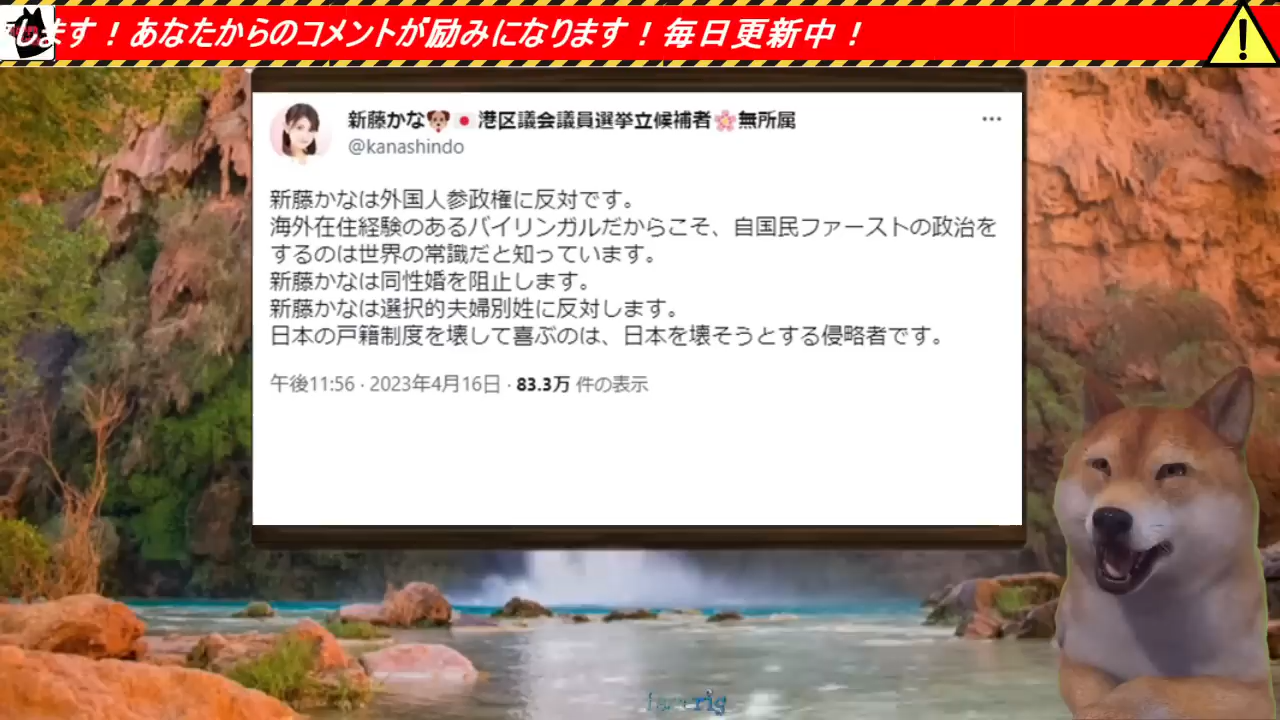 します！あなたからのコメントが励みになります！毎日更新中！
新藤かな🐶🇯🇵港区議会議員選挙立候補者🌸無所属
@kanashindo
新藤かなは外国人参政権に反対です。
海外在住経験のあるバイリンガルだからこそ、自国民ファーストの政治を
するのは世界の常識だと知っています。
新藤かなは同性婚を阻止します。
新藤かなは選択的夫婦別姓に反対します。
日本の戸籍制度を壊して喜ぶのは、日本を壊そうとする侵略者です。
午後11:56 · 2023年4月16日 · 83.3万 件の表示